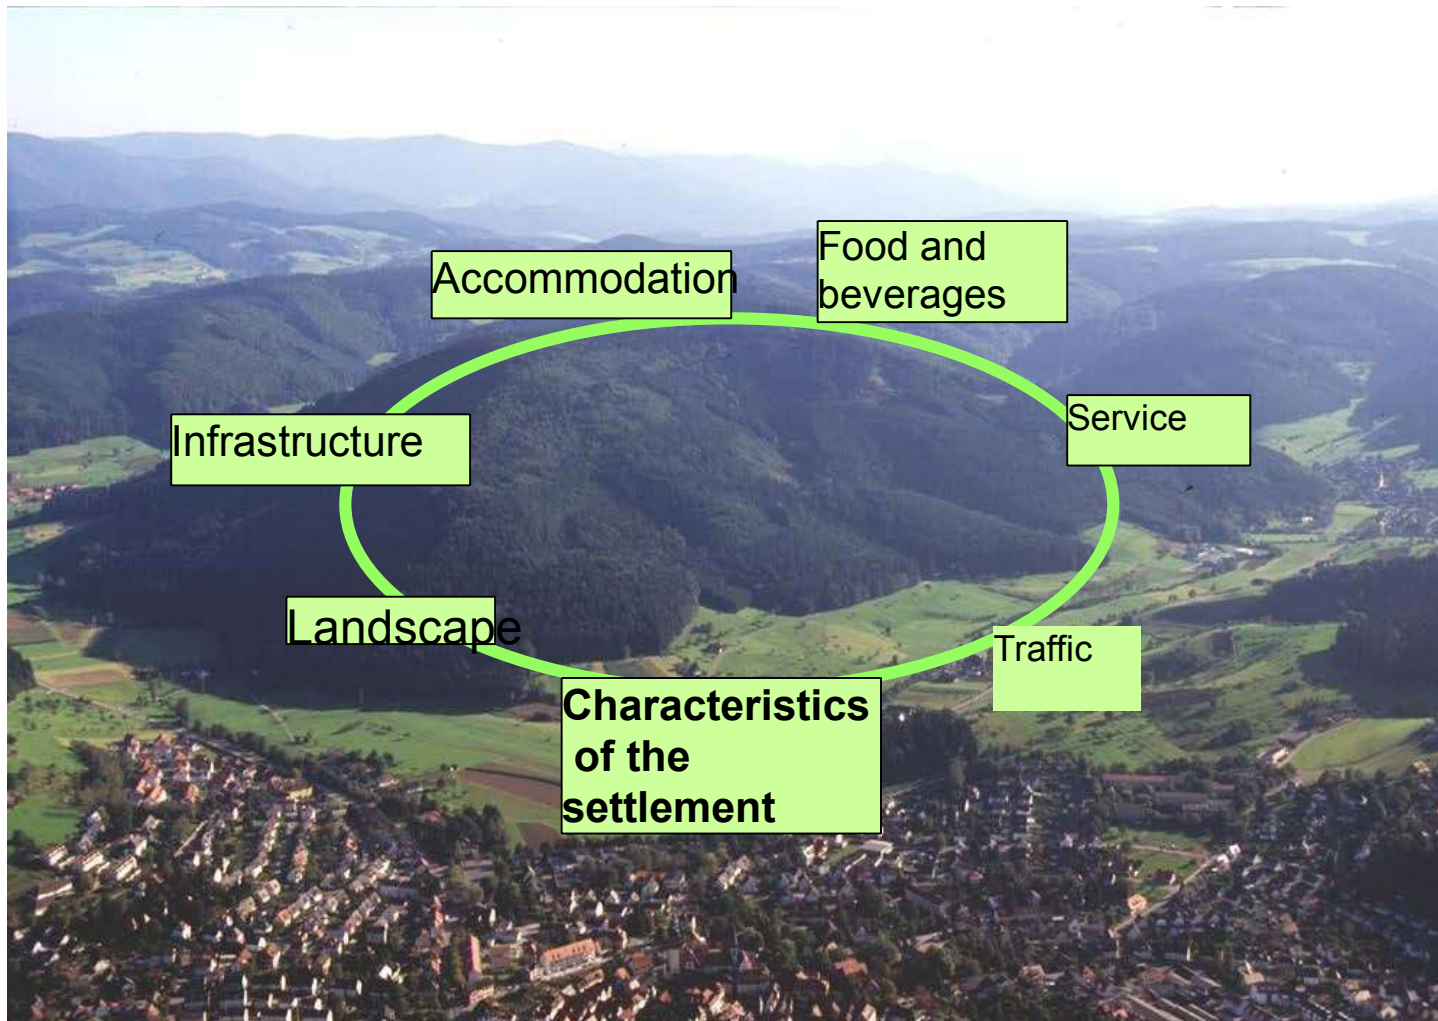 Food and
beverages
Accommodation
Service
Infrastructure
Landscape
Traffic
Characteristics
of the
settlement